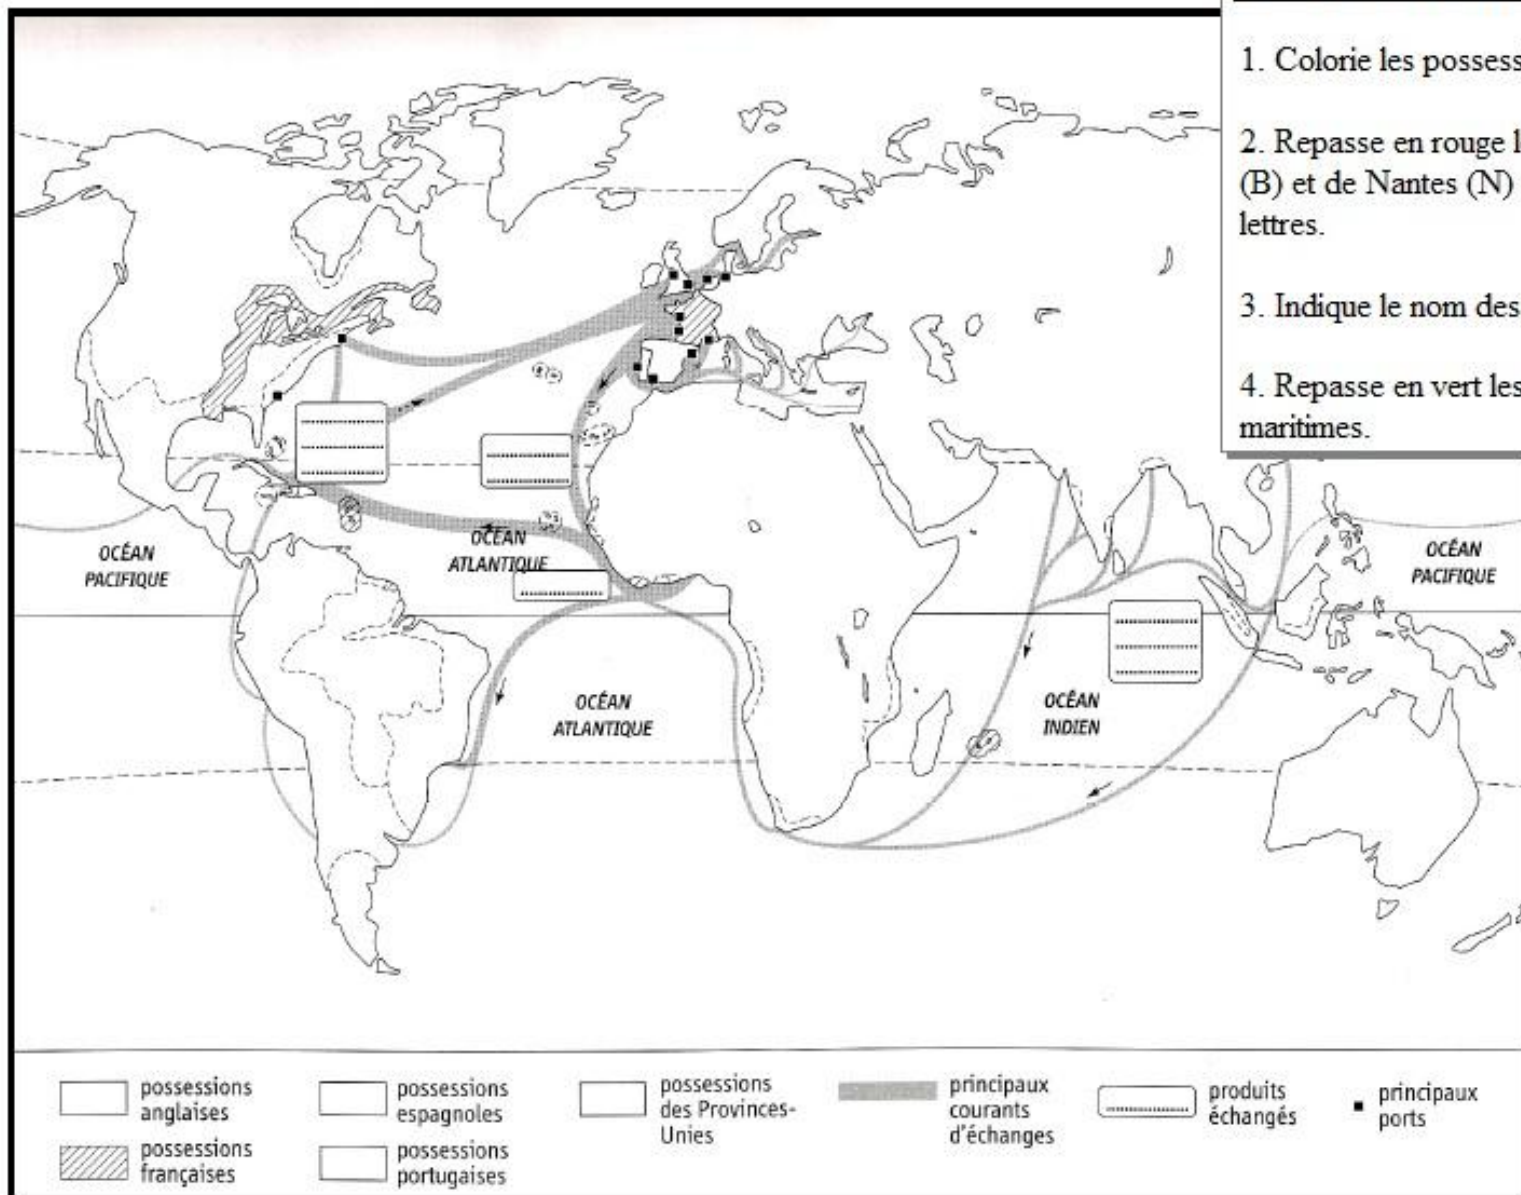 1. Colorie les possess
2. Repasse en rouge l
(B) et de Nantes (N)
lettres.
3. Indique le nom des
4. Repasse en vert les
maritimes.
OCÉAN
PACIFIQUE
OCÉAN
ATLANTIQUE
OCÉAN
PACIFIQUE
OCÉAN
ATLANTIQUE
OCÉAN
INDIEN
possessions
anglaises
possessions
espagnoles
possessions
des Provinces-
Unies
principaux
courants
d'échanges
produits
échangés
principaux
ports
possessions
françaises
possessions
portugaises